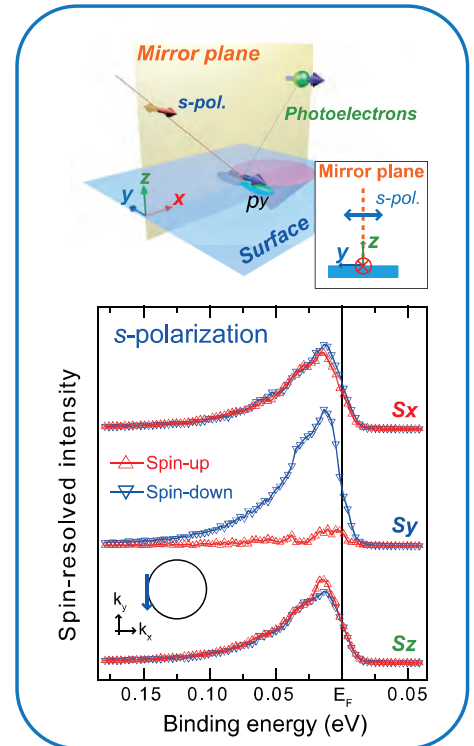 Mirror plane
s-pol.
Photoelectrons
z
y
x
py
Surface
Mirror plane
s-pol.
z
y
s-polarization
Sx
Spin-up
Spin-down
Sy
ky
kx
Sz
Spin-resolved intensity
0.15 0.10 0.05 EF 0.05
Binding energy (eV)